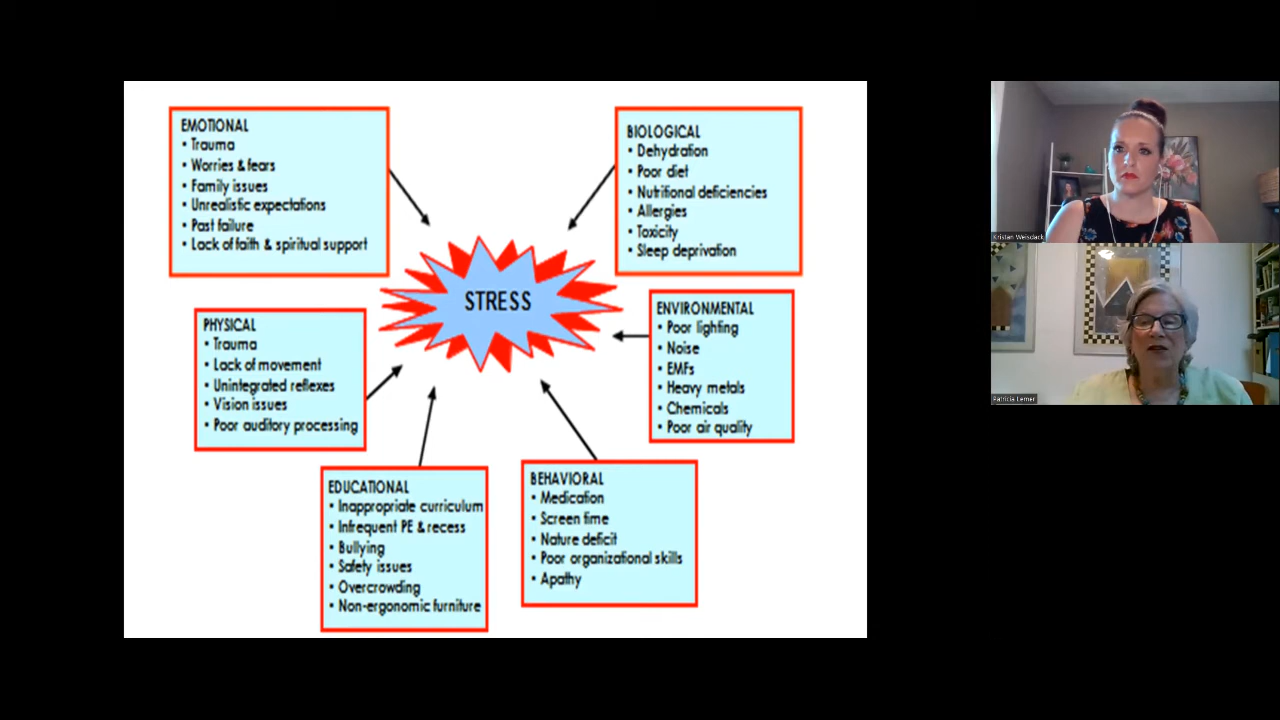 EMOTIONAL
• Trauma
• Worries & fears
• Family issues
• Unrealistic expectations
• Past failure
• Lack of faith & spiritual support
BIOLOGICAL
• Dehydration
• Poor diet
• Nutritional deficiencies
• Allergies
• Toxicity
• Sleep deprivation
STRESS
PHYSICAL
• Trauma
• Lack of movement
• Unintegrated reflexes
• Vision issues
• Poor auditory processing
ENVIRONMENTAL
• Poor lighting
• Noise
• EMFs
• Heavy metals
• Chemicals
• Poor air quality
EDUCATIONAL
• Inappropriate curriculum
• Infrequent PE & recess
• Bullying
• Safety issues
• Overcrowding
• Non-ergonomic furniture
BEHAVIORAL
• Medication
• Screen time
• Nature deficit
• Poor organizational skills
• Apathy
Kristan Weisdack
Patricia Lemer